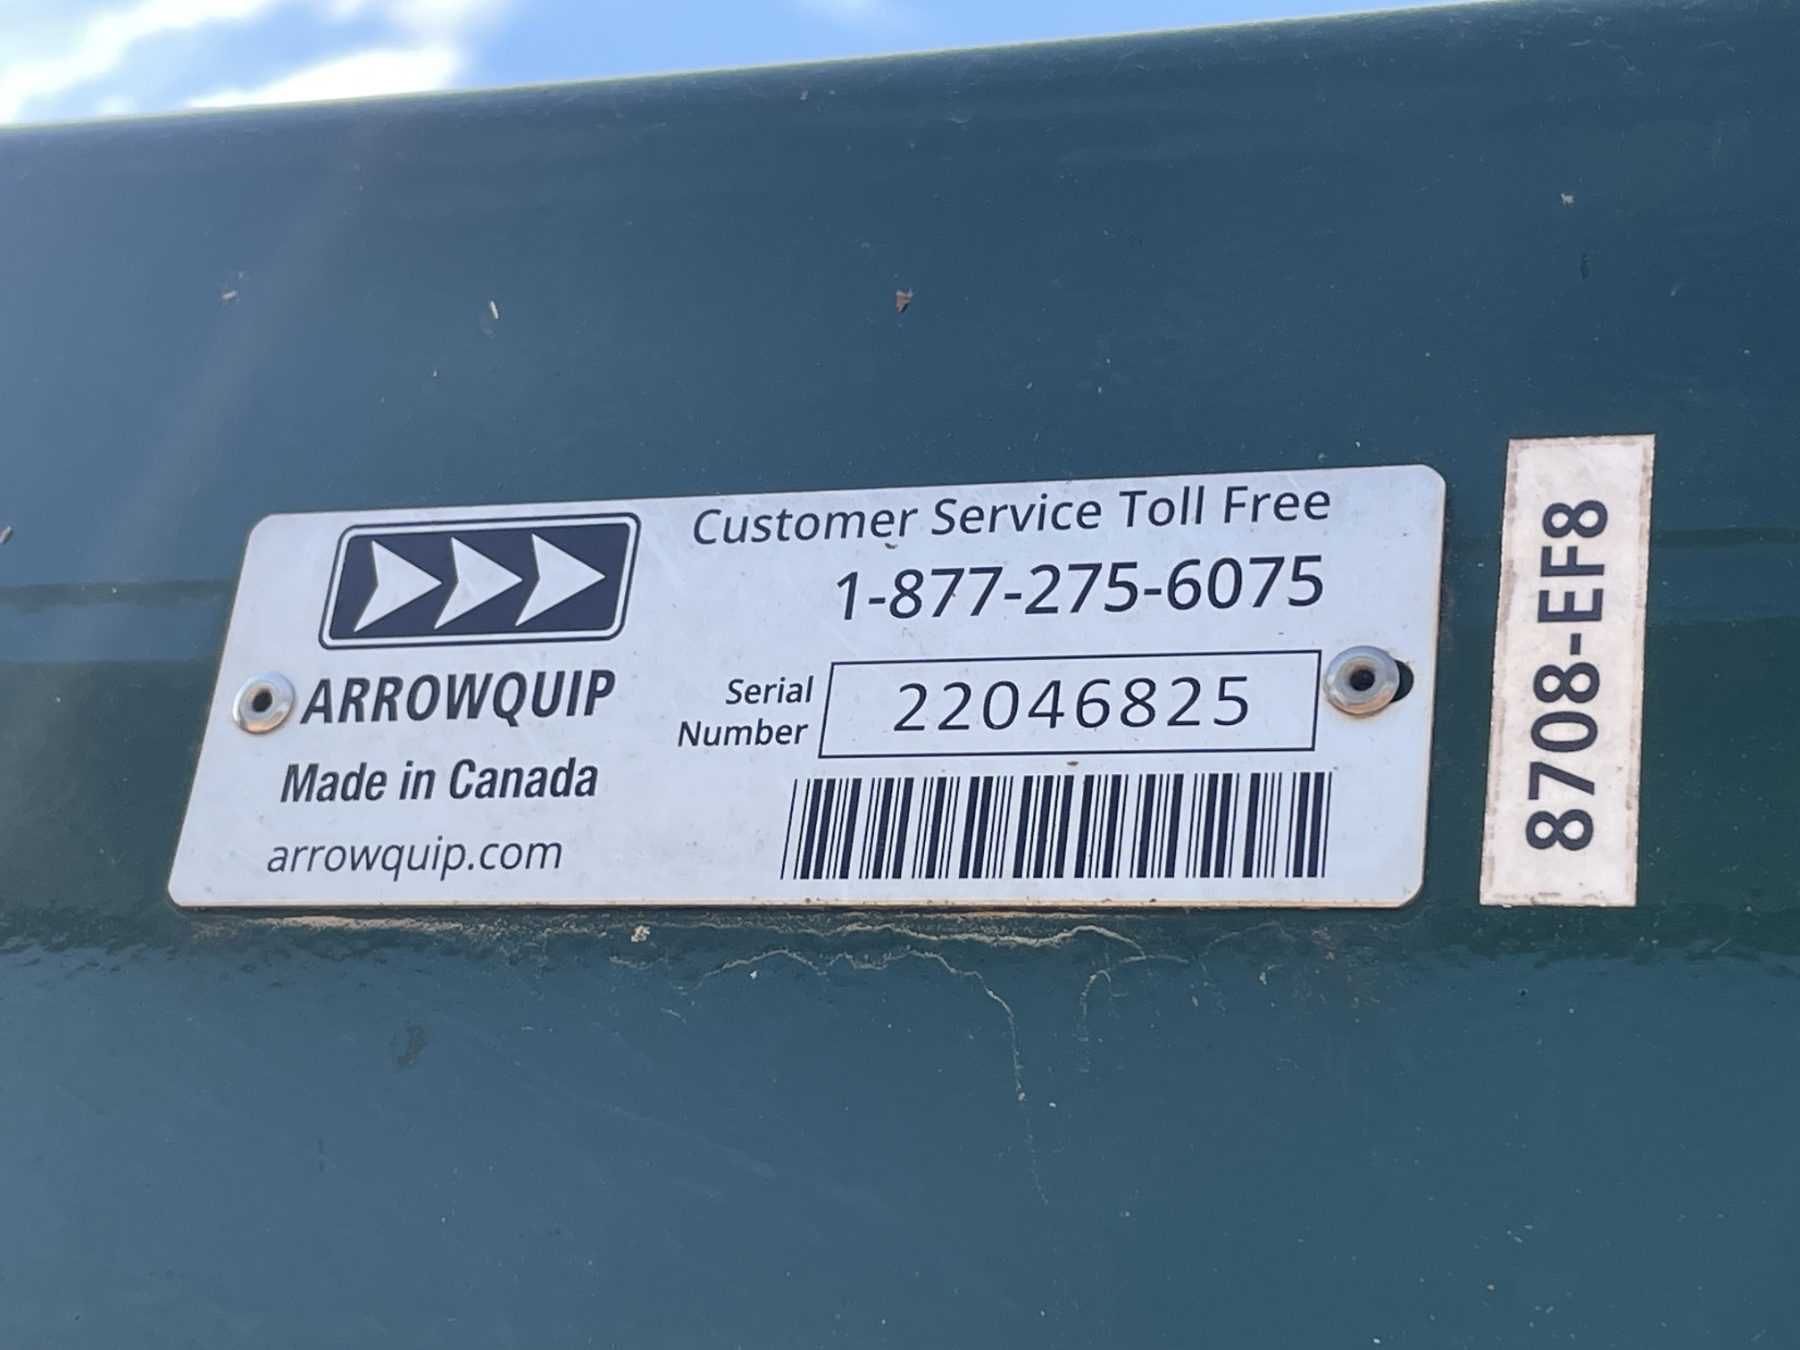 Customer Service Toll Free
1-877-275-6075
ARROWQUIP
Made in Canada
arrowquip.com
Serial
Number
22046825
8708-EF8